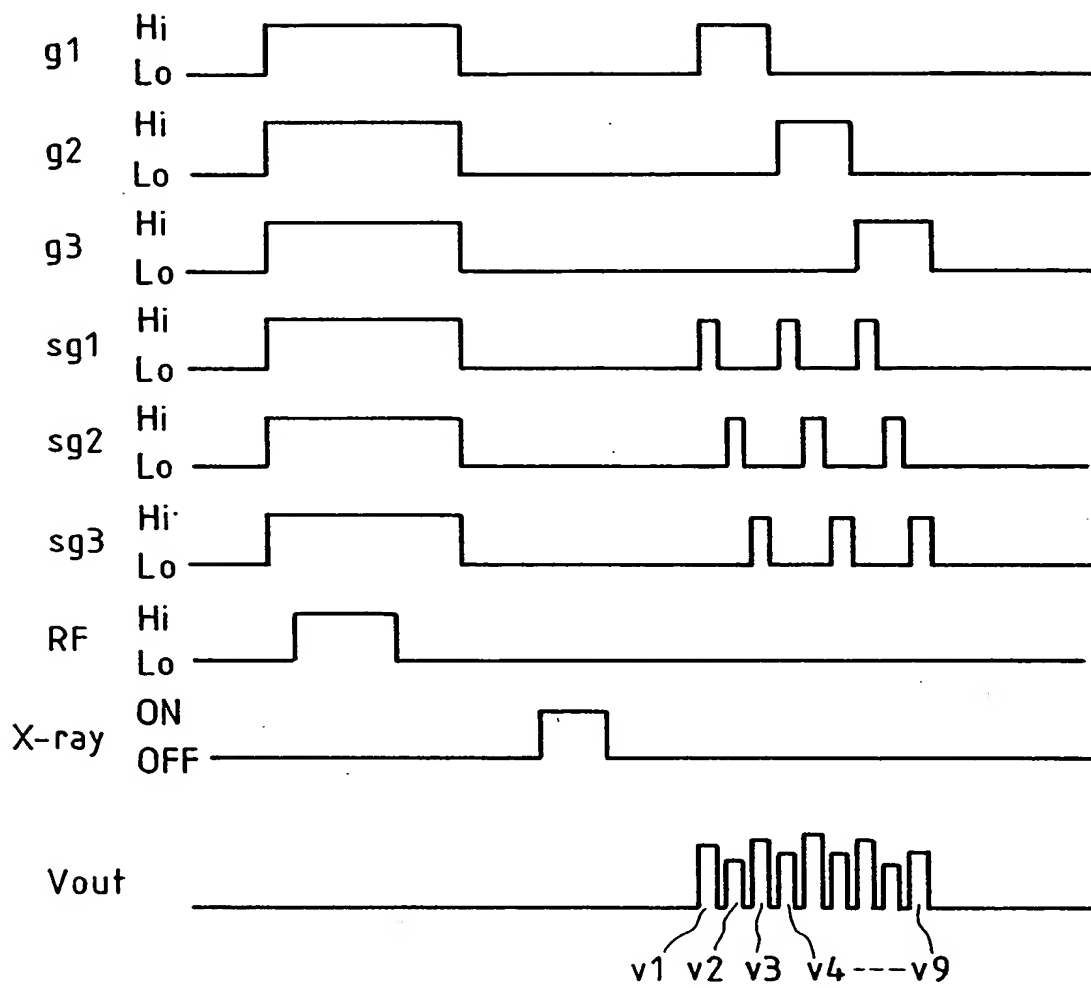 g1 Hi
Lo
g2 Hi
Lo
g3 Hi
Lo
sg1 Hi
Lo
sg2 Hi
Lo
sg3 Hi
Lo
RF Hi
Lo
X-ray ON
OFF
Vout
v1 v2 v3 v4 ---- v9